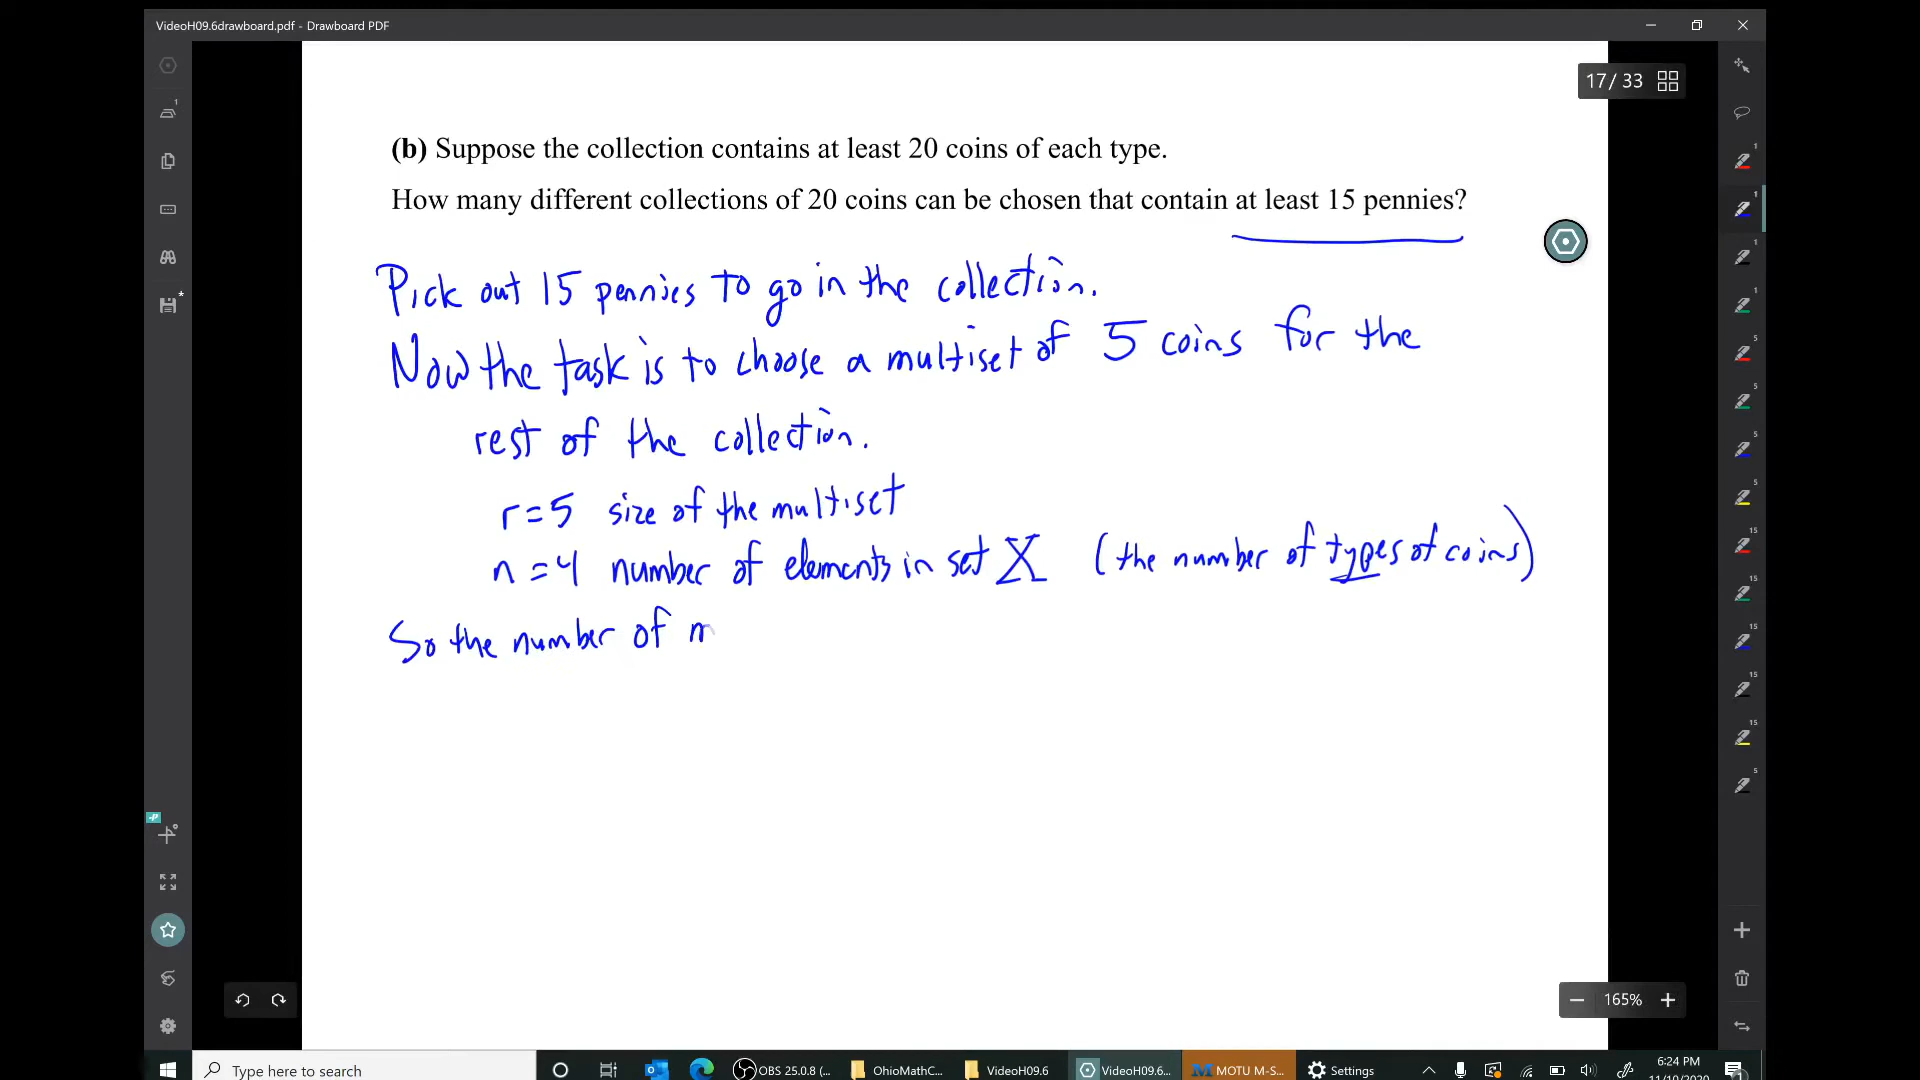 VideoH09.6drawboard.pdf - Drawboard PDF
17/ 33
(b) Suppose the collection contains at least 20 coins of each type.
How many different collections of 20 coins can be chosen that contain at least 15 pennies?
Pick out 15 pennies to go in the collection.
Now the task is to choose a multiset of 5 coins for the
rest of the collection.
r=5 size of the multiset
n=4 number of elements in set X (the number of types of coins)
So the number of m
165%
Type here to search
OBS 25.0.8 (...
OhioMathC...
VideoH09.6
VideoH09.6...
MOTU M-S...
Settings
6:24 PM
11/10/2020